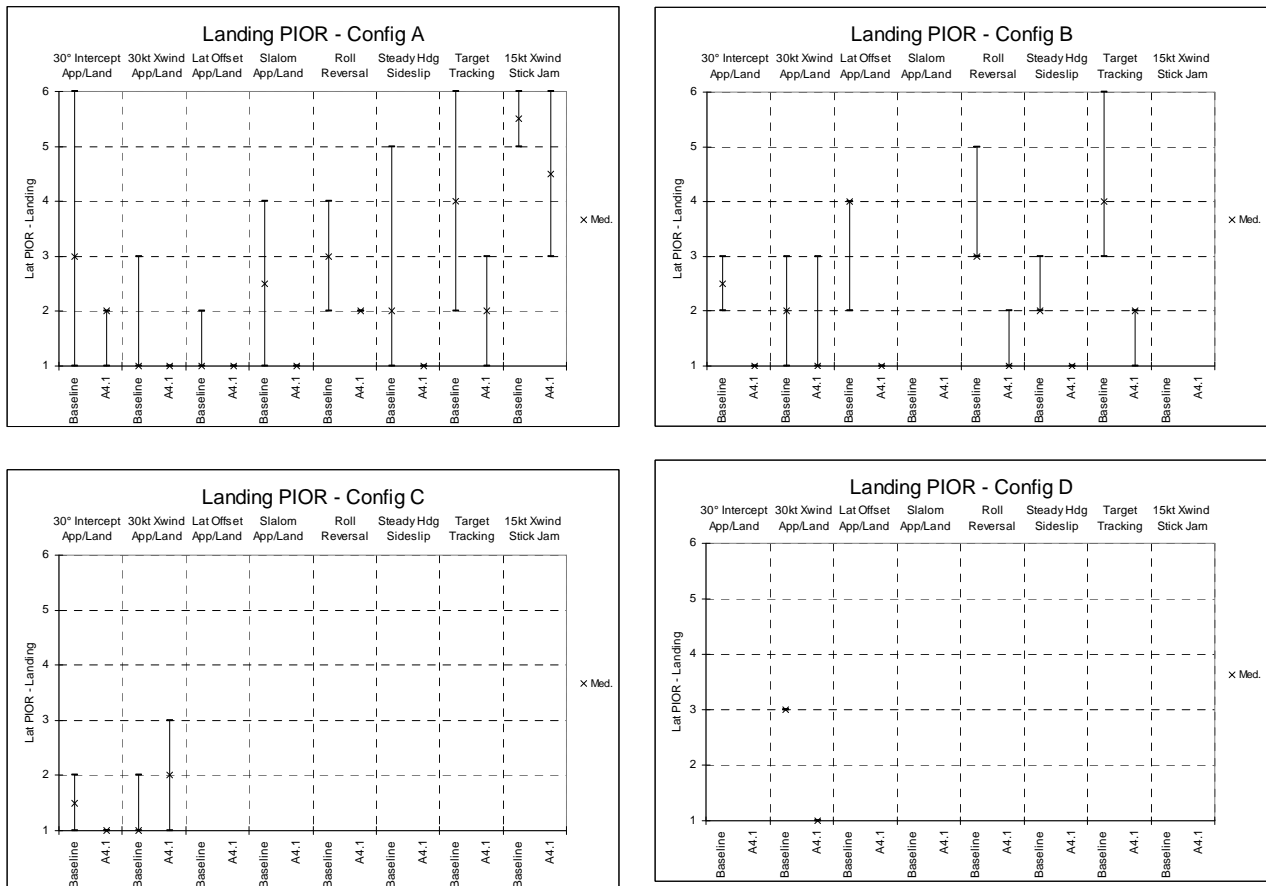 Landing PIOR - Config A
30° Intercept 30kt Xwind Lat Offset Slalom Roll Steady Hdg Target 15kt Xwind
App/Land App/Land App/Land App/Land Reversal Sideslip Tracking Stick Jam
6
5
4
3
2
1
Lat PIOR - Landing
× Med.
Baseline A4.1 Baseline A4.1 Baseline A4.1 Baseline A4.1 Baseline A4.1 Baseline A4.1 Baseline A4.1 Baseline A4.1
Landing PIOR - Config B
30° Intercept 30kt Xwind Lat Offset Slalom Roll Steady Hdg Target 15kt Xwind
App/Land App/Land App/Land App/Land Reversal Sideslip Tracking Stick Jam
6
5
4
3
2
1
Lat PIOR - Landing
× Med.
Baseline A4.1 Baseline A4.1 Baseline A4.1 Baseline A4.1 Baseline A4.1 Baseline A4.1 Baseline A4.1 Baseline A4.1
Landing PIOR - Config C
30° Intercept 30kt Xwind Lat Offset Slalom Roll Steady Hdg Target 15kt Xwind
App/Land App/Land App/Land App/Land Reversal Sideslip Tracking Stick Jam
6
5
4
3
2
1
Lat PIOR - Landing
× Med.
Baseline A4.1 Baseline A4.1 Baseline A4.1 Baseline A4.1 Baseline A4.1 Baseline A4.1 Baseline A4.1 Baseline A4.1
Landing PIOR - Config D
30° Intercept 30kt Xwind Lat Offset Slalom Roll Steady Hdg Target 15kt Xwind
App/Land App/Land App/Land App/Land Reversal Sideslip Tracking Stick Jam
6
5
4
3
2
1
Lat PIOR - Landing
× Med.
Baseline A4.1 Baseline A4.1 Baseline A4.1 Baseline A4.1 Baseline A4.1 Baseline A4.1 Baseline A4.1 Baseline A4.1